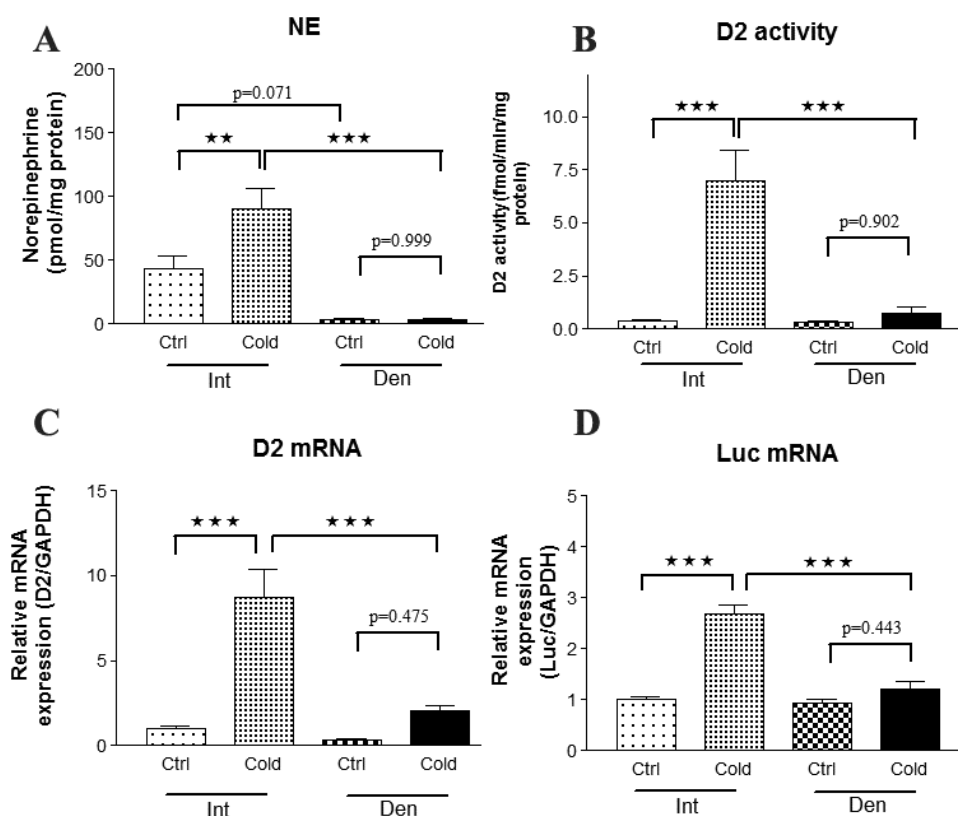 A
NE
Norepinephrine
(pmol/mg protein)
200
150
100
50
0
p=0.071
★★
★★★
p=0.999
Ctrl
Cold
Ctrl
Cold
Int
Den
B
D2 activity
D2 activity(fmol/min/mg
protein)
10.0
7.5
5.0
2.5
0.0
★★★
★★★
p=0.902
Ctrl
Cold
Ctrl
Cold
Int
Den
C
D2 mRNA
Relative mRNA
expression (D2/GAPDH)
15
10
5
0
★★★
★★★
p=0.475
Ctrl
Cold
Ctrl
Cold
Int
Den
D
Luc mRNA
Relative mRNA
expression
(Luc/GAPDH)
5
4
3
2
1
0
★★★
★★★
p=0.443
Ctrl
Cold
Ctrl
Cold
Int
Den